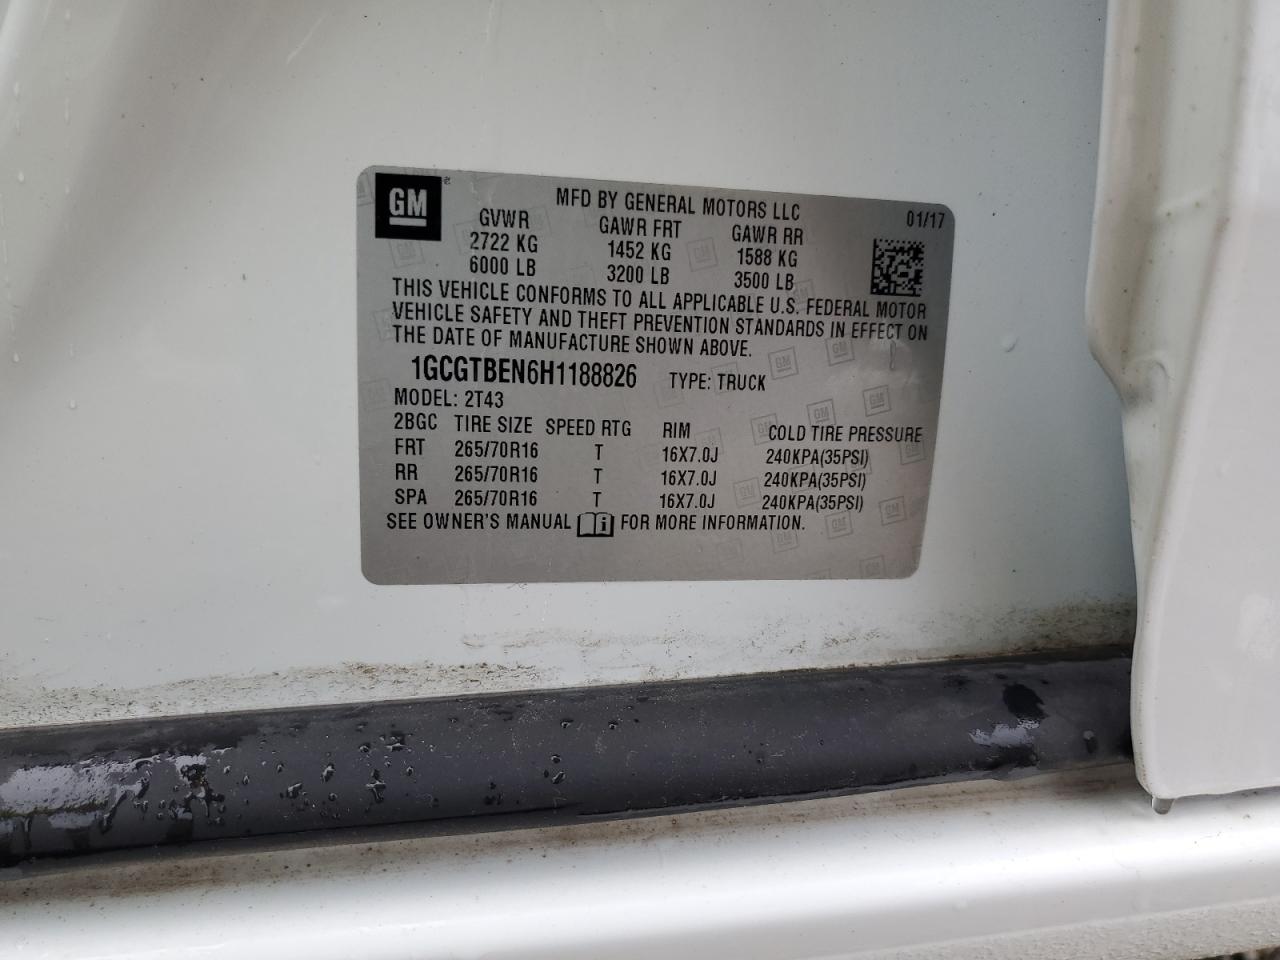 GM
MFD BY GENERAL MOTORS LLC 01/17
GVWR GAWR FRT GAWR RR
2722 KG 1452 KG 1588 KG
6000 LB 3200 LB 3500 LB
THIS VEHICLE CONFORMS TO ALL APPLICABLE U.S. FEDERAL MOTOR
VEHICLE SAFETY AND THEFT PREVENTION STANDARDS IN EFFECT ON
THE DATE OF MANUFACTURE SHOWN ABOVE.
1GCGTBEN6H1188826 TYPE: TRUCK
MODEL: 2T43
2BGC TIRE SIZE SPEED RTG RIM COLD TIRE PRESSURE
FRT 265/70R16 T 16X7.0J 240KPA(35PSI)
RR 265/70R16 T 16X7.0J 240KPA(35PSI)
SPA 265/70R16 T 16X7.0J 240KPA(35PSI)
SEE OWNER'S MANUAL FOR MORE INFORMATION.